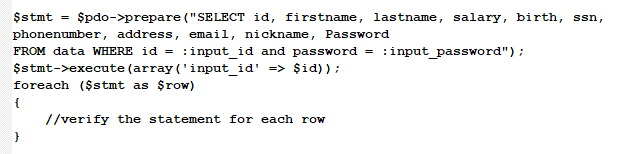 $stmt = $pdo->prepare("SELECT id, firstname, lastname, salary, birth, ssn,
phonenumber, address, email, nickname, Password
FROM data WHERE id = :input_id and password = :input_password");
$stmt->execute(array('input_id' => $id));
foreach ($stmt as $row)
{
    //verify the statement for each row
}